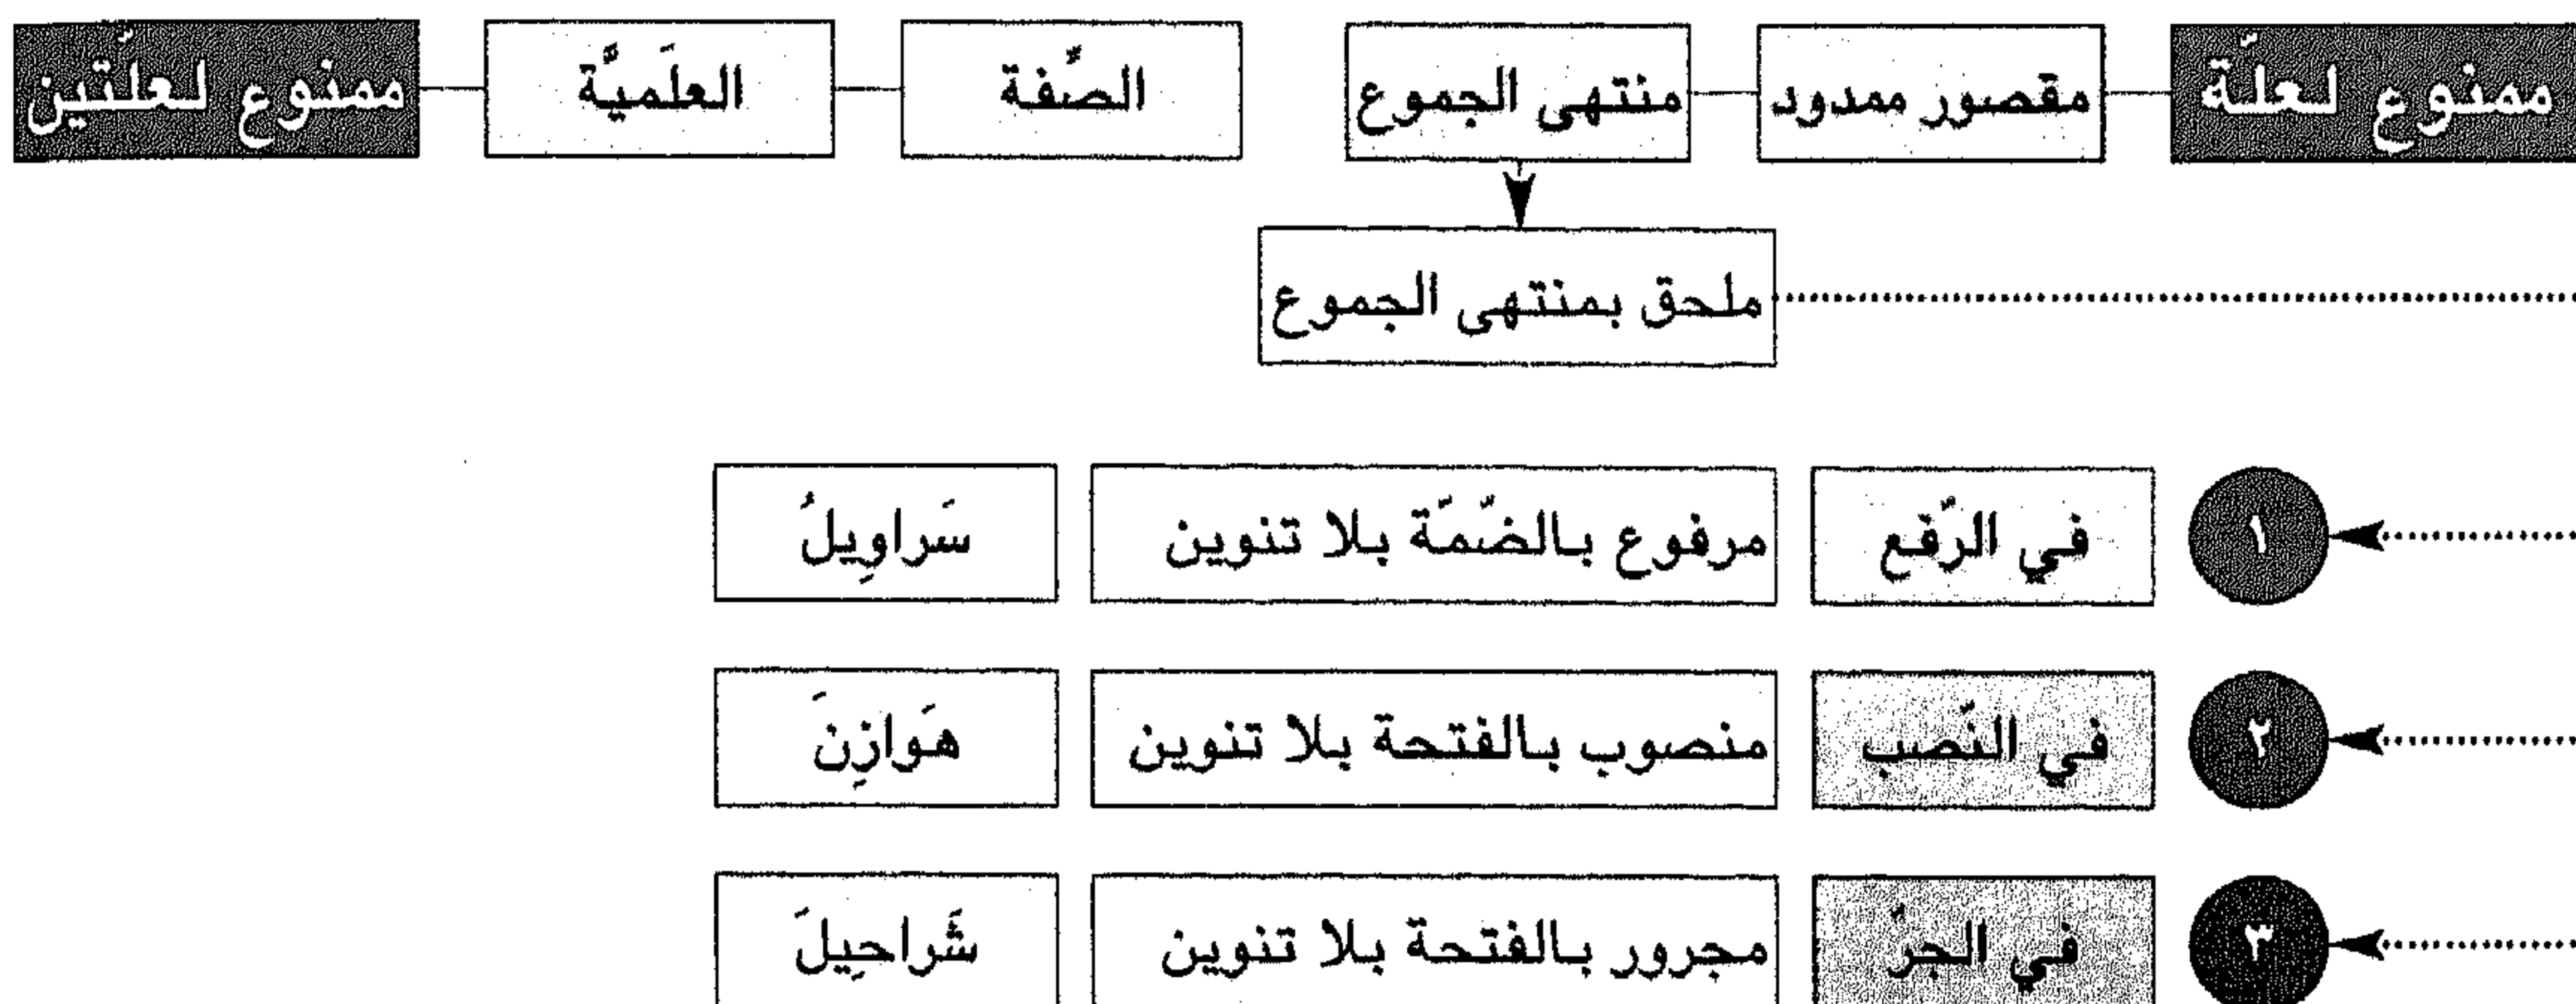 ممنوع لعلّة مقصور ممدود منتهى الجموع الصِّفة العلَميَّة ممنوع لعلّتين
ملحق بمنتهى الجموع
١ في الرَّفع مرفوع بالضّمّة بلا تنوين سَراوِيلُ
٢ في النّصب منصوب بالفتحة بلا تنوين هَوازِنَ
٣ في الجرّ مجرور بالفتحة بلا تنوين شَراحِيلَ